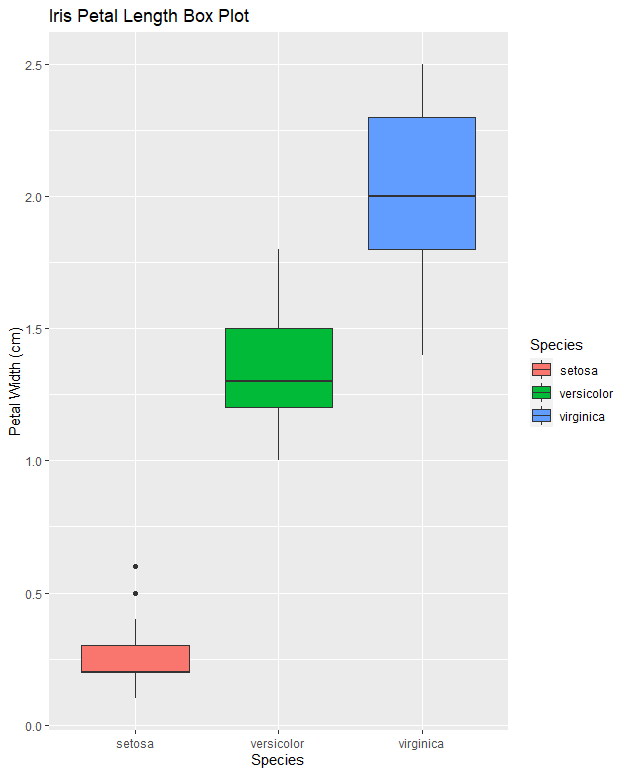 Iris Petal Length Box Plot
Petal Width (cm)
2.5
2.0
1.5
1.0
0.5
0.0
setosa
versicolor
virginica
Species
Species
setosa
versicolor
virginica